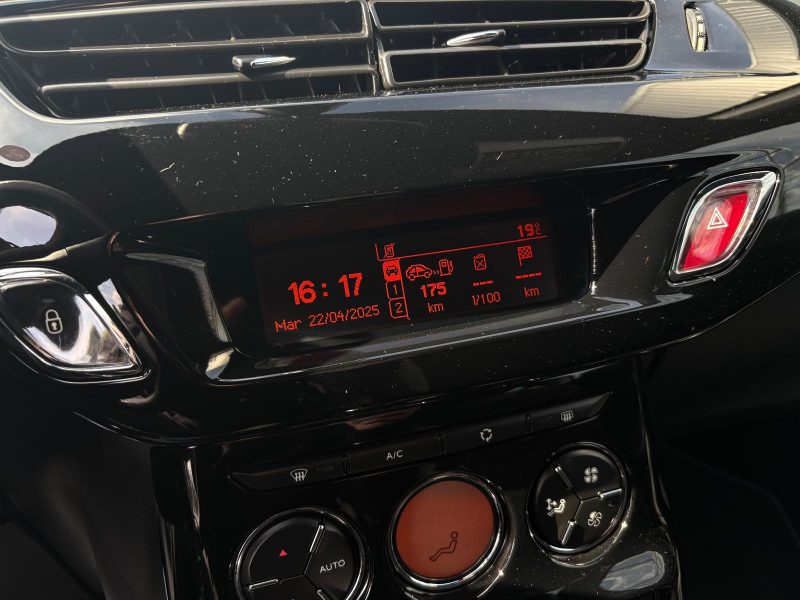 19°C
16:17
Mar 22/04/2025
1
2
175
km
---
l/100
----
km
A/C
AUTO